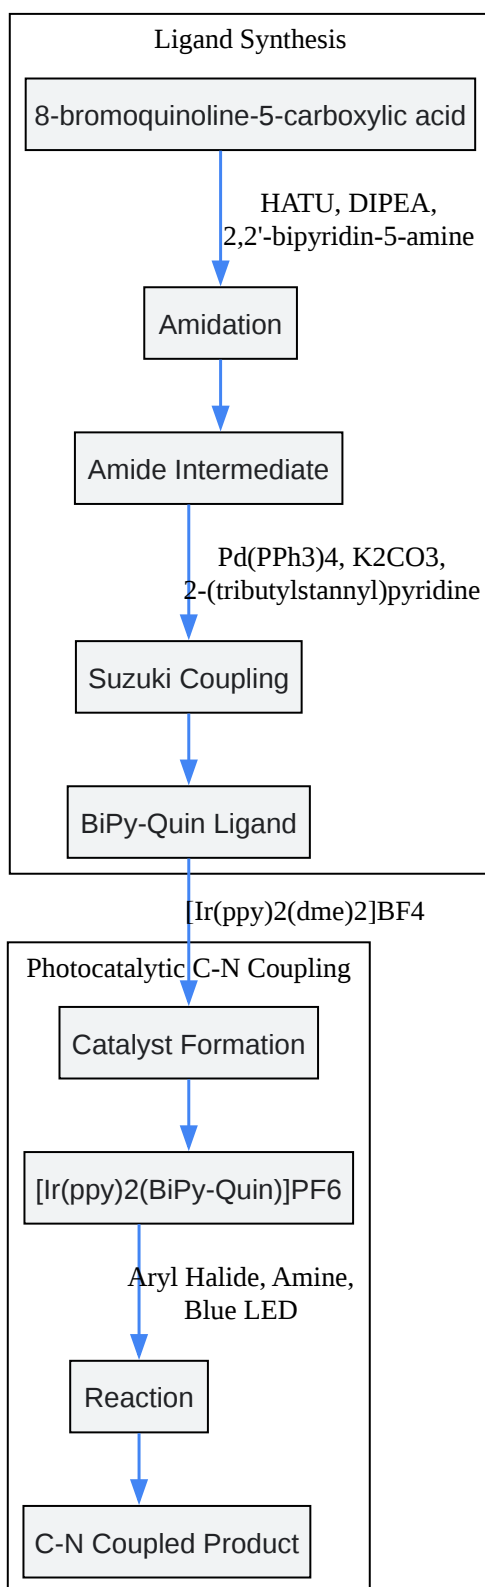 Ligand Synthesis
8-bromoquinoline-5-carboxylic acid
HATU, DIPEA,
2,2'-bipyridin-5-amine
Amidation
Amide Intermediate
Pd(PPh3)4, K2CO3,
2-(tributylstannyl)pyridine
Suzuki Coupling
BiPy-Quin Ligand
[Ir(ppy)2(dme)2]BF4
Photocatalytic C-N Coupling
Catalyst Formation
[Ir(ppy)2(BiPy-Quin)]PF6
Aryl Halide, Amine,
Blue LED
Reaction
C-N Coupled Product